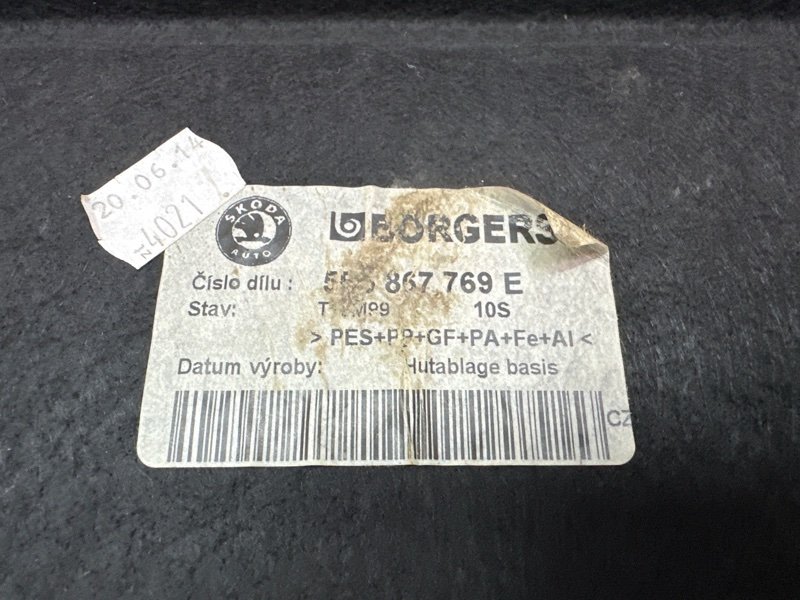 20.06.14
4021
ŠKODA
AUTO
BORGERS
Číslo dílu : 867 769 E
Stav: 10S
> PES+PP+GF+PA+Fe+Al <
Datum výroby: Hutablage basis
CZ